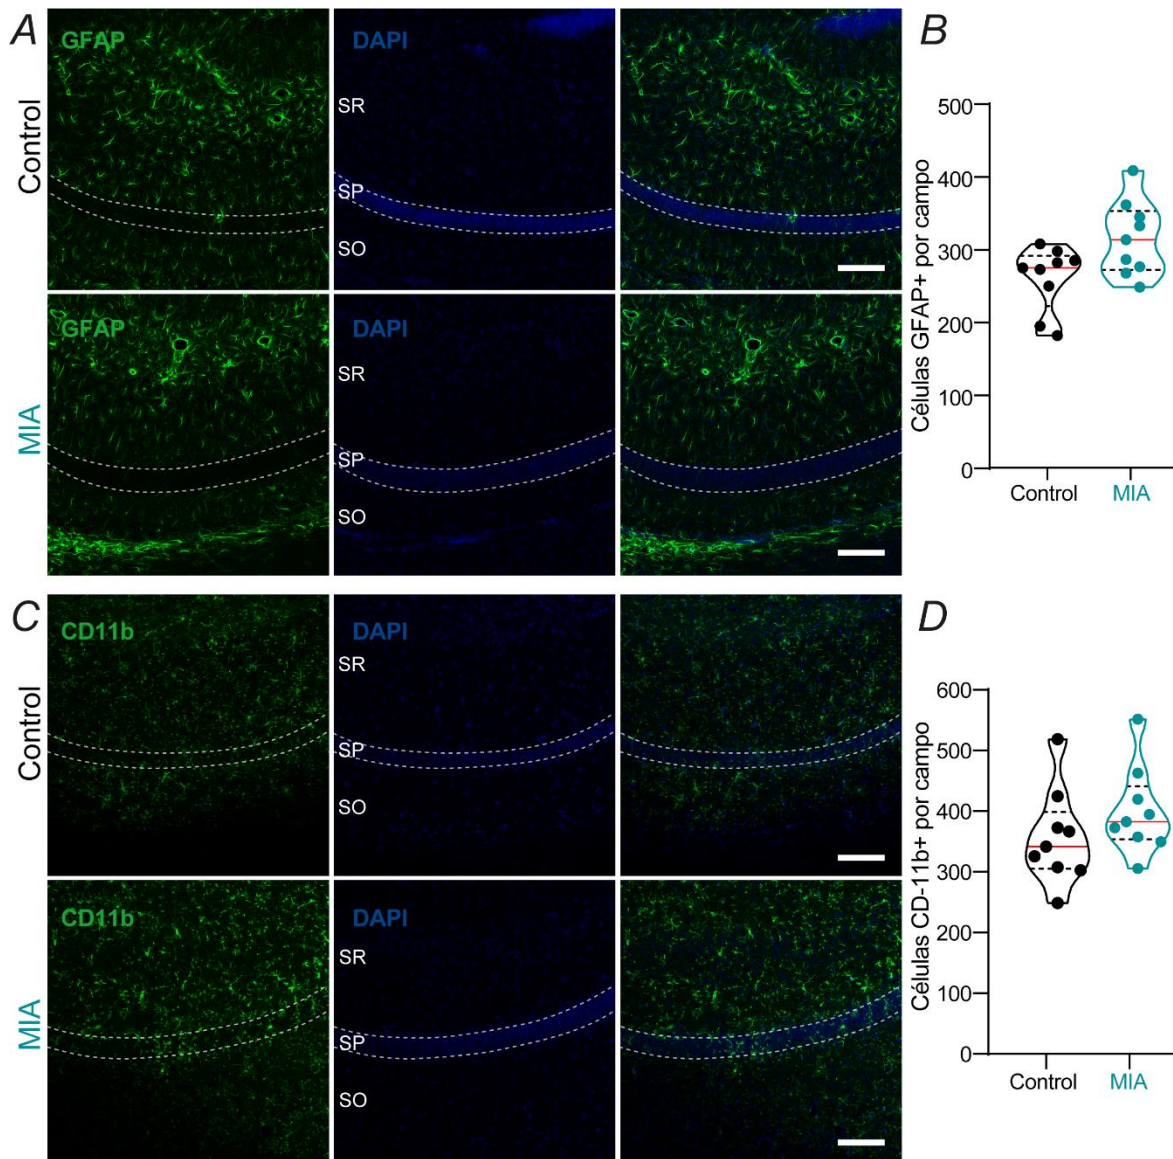 A
GFAP
DAPI
Control
SR
SP
SO
GFAP
DAPI
MIA
SR
SP
SO
B
Células GFAP+ por campo
500
400
300
200
100
0
Control
MIA
C
CD11b
DAPI
Control
SR
SP
SO
CD11b
DAPI
MIA
SR
SP
SO
D
Células CD-11b+ por campo
600
500
400
300
200
100
0
Control
MIA